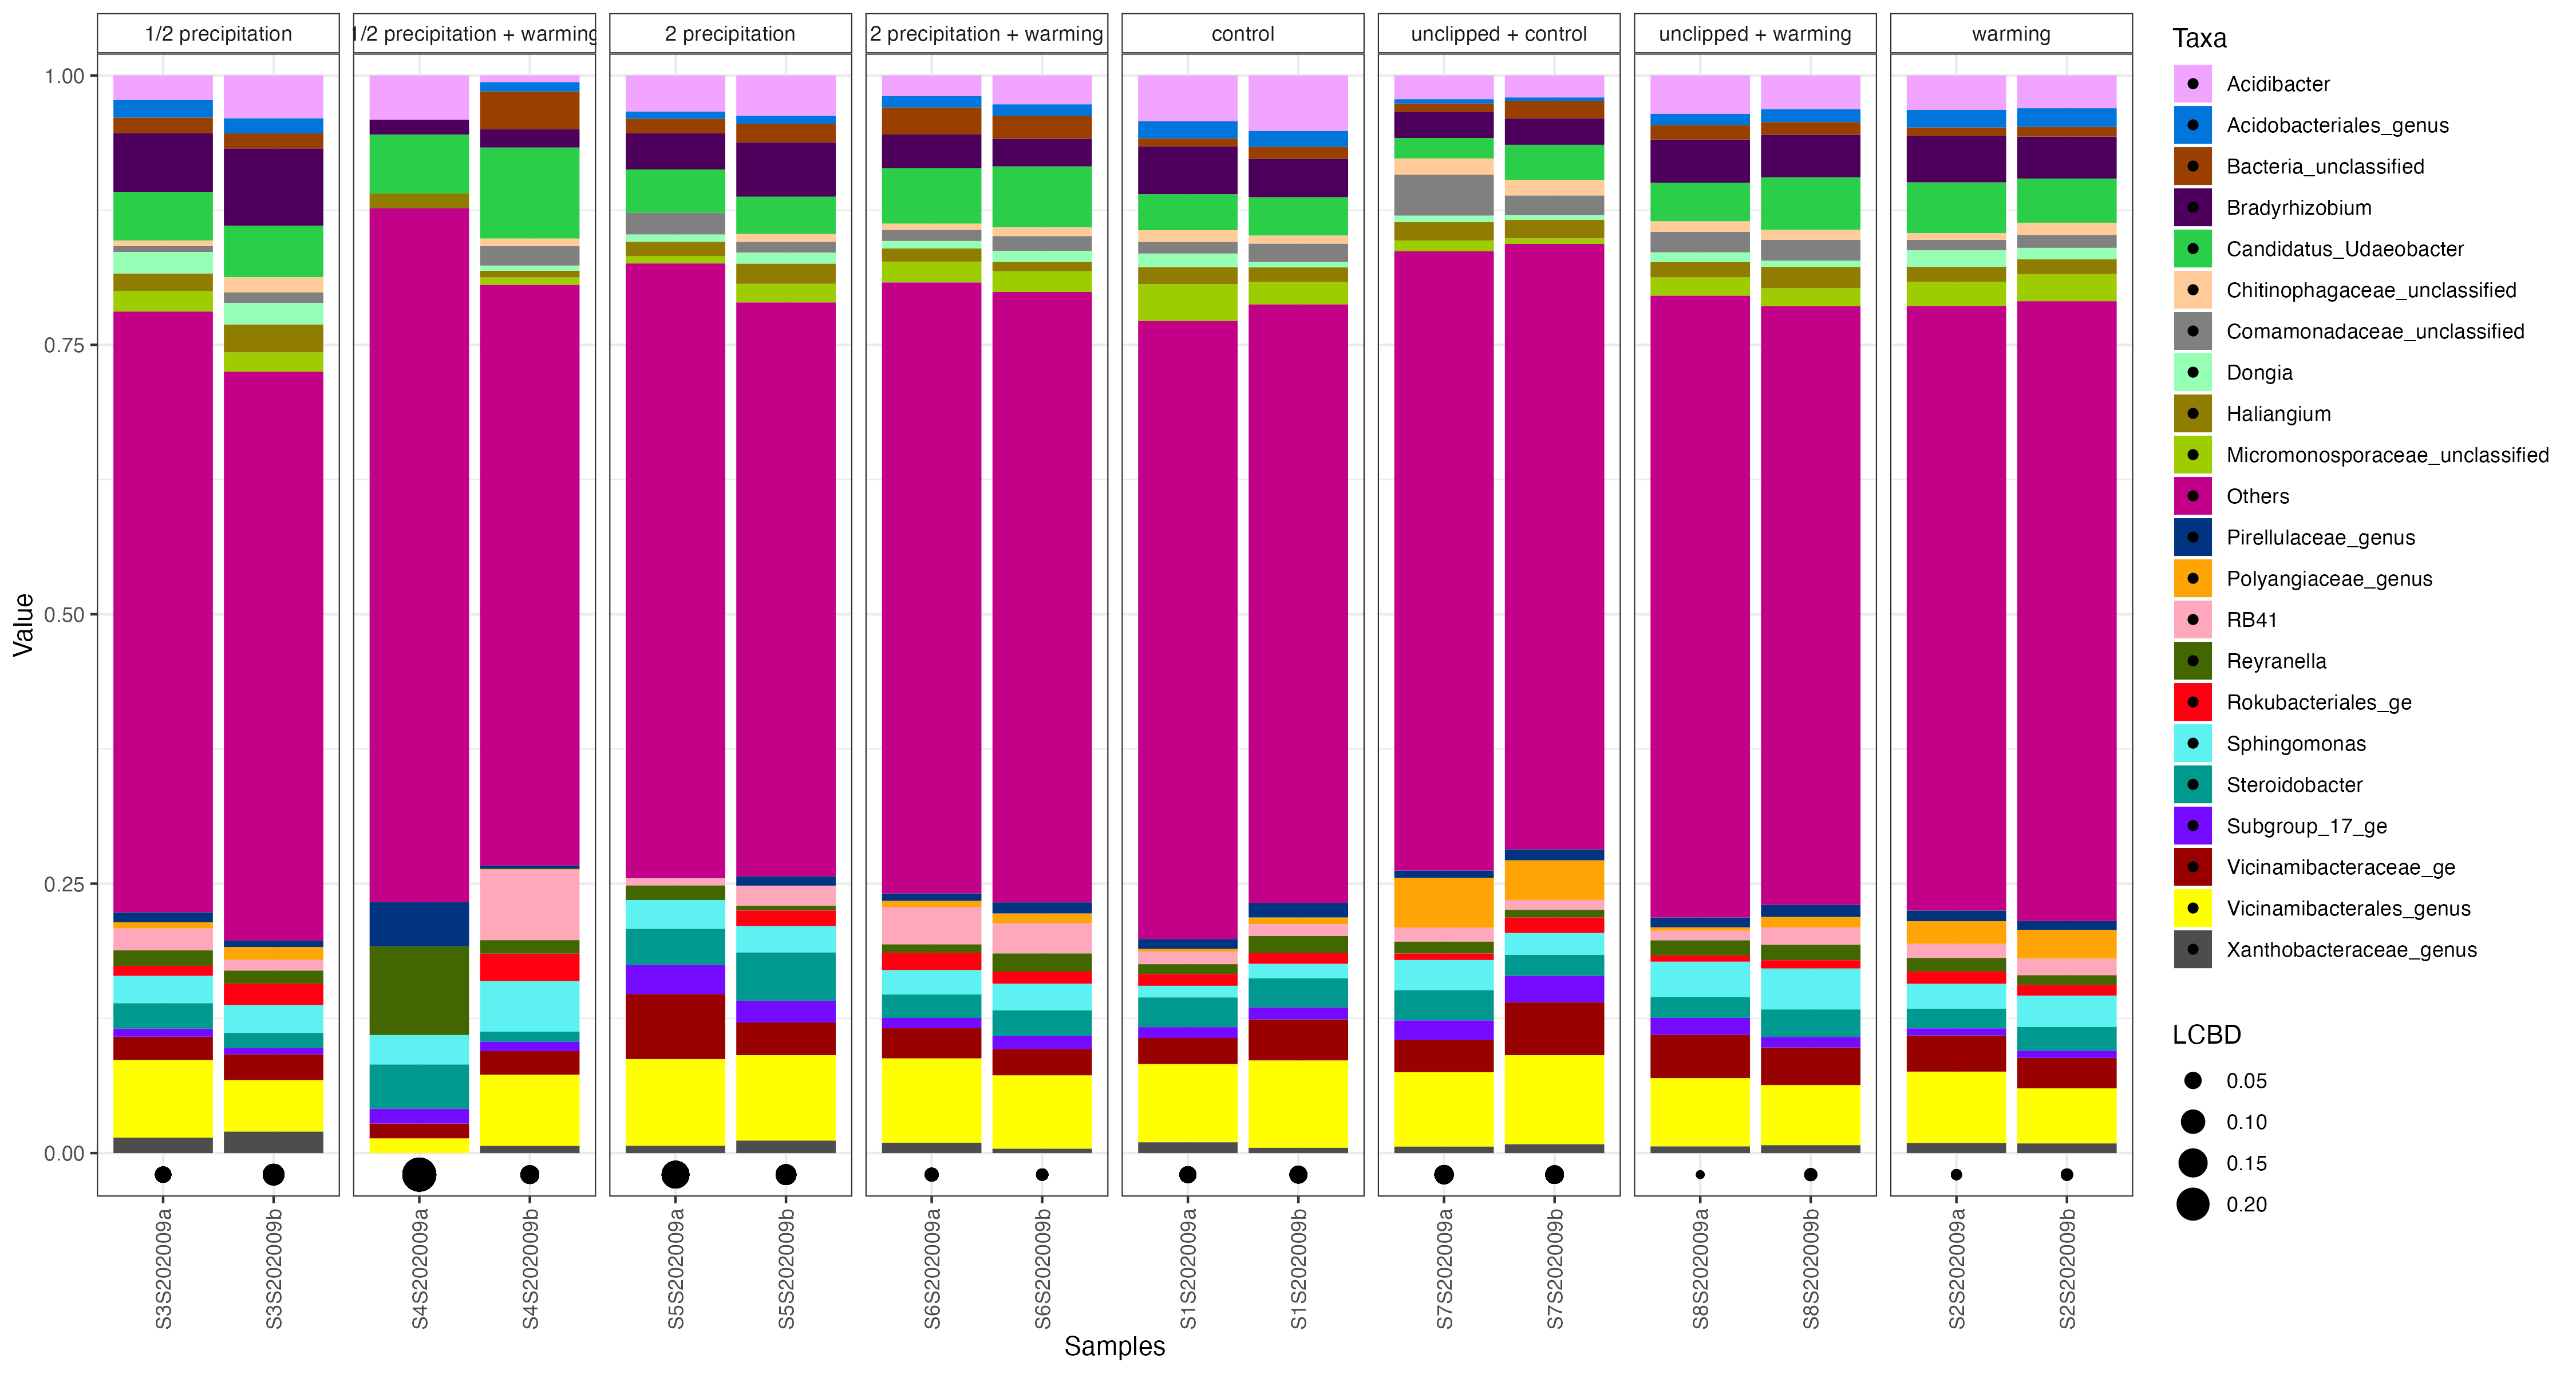 1/2 precipitation
1/2 precipitation + warming
2 precipitation
2 precipitation + warming
control
unclipped + control
unclipped + warming
warming
Value
1.00
0.75
0.50
0.25
0.00
S3S202009a
S3S202009b
S4S202009a
S4S202009b
S5S202009a
S5S202009b
S6S202009a
S6S202009b
S1S202009a
S1S202009b
S7S202009a
S7S202009b
S8S202009a
S8S202009b
S2S202009a
S2S202009b
Samples
Taxa
Acidibacter
Acidobacteriales_genus
Bacteria_unclassified
Bradyrhizobium
Candidatus_Udaeobacter
Chitinophagaceae_unclassified
Comamonadaceae_unclassified
Dongia
Haliangium
Micromonosporaceae_unclassified
Others
Pirellulaceae_genus
Polyangiaceae_genus
RB41
Reyranella
Rokubacteriales_ge
Sphingomonas
Steroidobacter
Subgroup_17_ge
Vicinamibacteraceae_ge
Vicinamibacterales_genus
Xanthobacteraceae_genus
LCBD
0.05
0.10
0.15
0.20